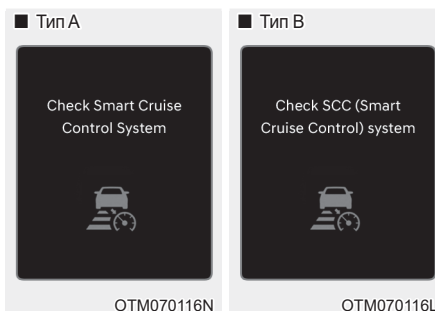 ■ Тип A
Check Smart Cruise
Control System
OTM070116N
■ Тип B
Check SCC (Smart
Cruise Control) system
OTM070116L